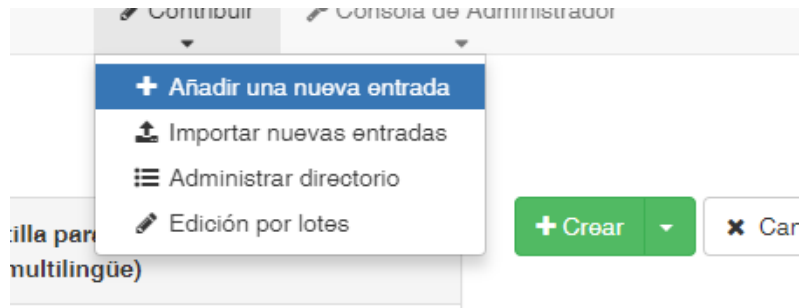 Contribuir
Consola de Administrador
Añadir una nueva entrada
Importar nuevas entradas
Administrar directorio
Edición por lotes
Crear
multilingüe)